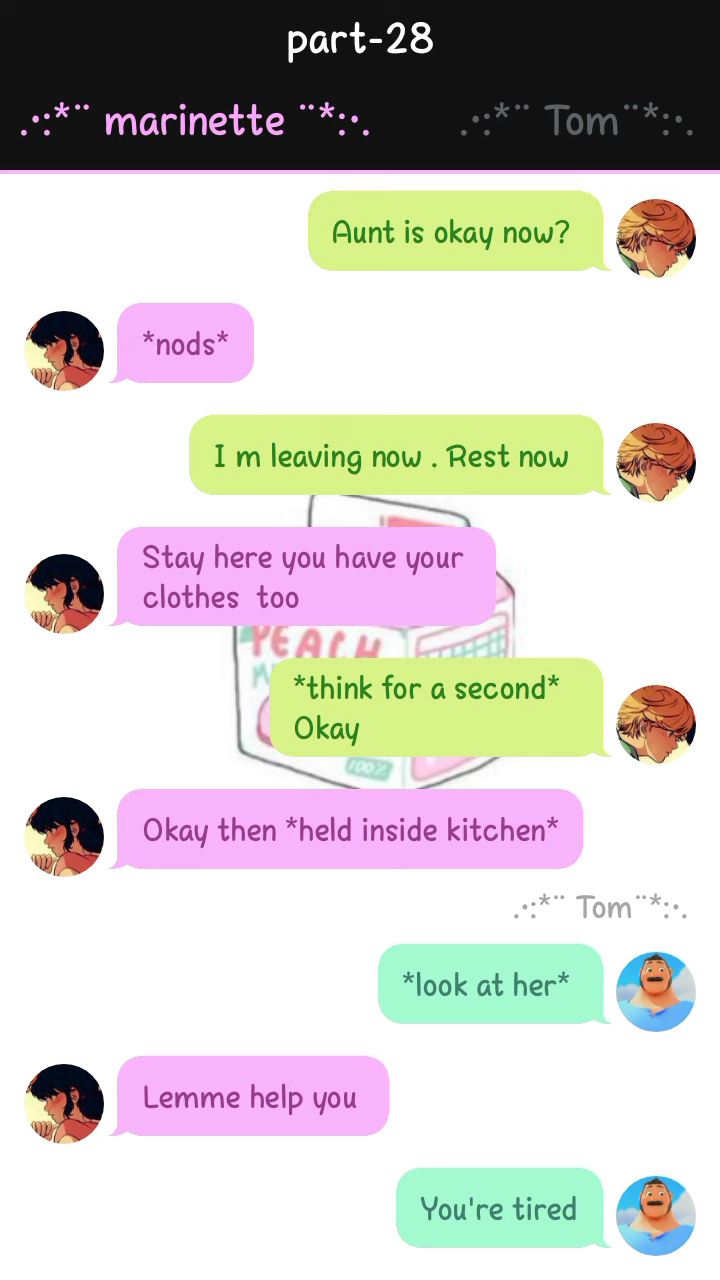 part-28
.·:*¨ marinette ¨*:·.
.·:*¨ Tom¨*:·.
Aunt is okay now?
*nods*
I m leaving now . Rest now
Stay here you have your
clothes too
PEACH
*think for a second*
Okay
100%
Okay then *held inside kitchen*
.·:*¨ Tom¨*:·.
*look at her*
Lemme help you
You're tired